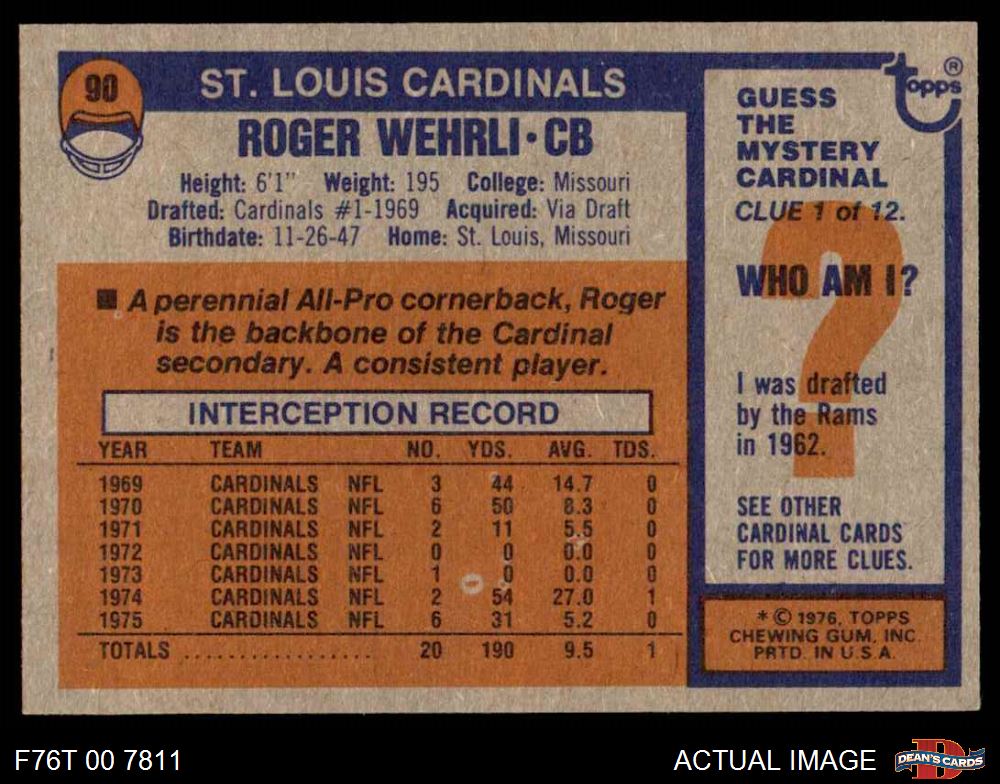 90
ST. LOUIS CARDINALS
ROGER WEHRLI·CB
Height: 6'1" Weight: 195 College: Missouri
Drafted: Cardinals #1-1969 Acquired: Via Draft
Birthdate: 11-26-47 Home: St. Louis, Missouri
■ A perennial All-Pro cornerback, Roger
is the backbone of the Cardinal
secondary. A consistent player.
INTERCEPTION RECORD
YEAR TEAM NO. YDS. AVG. TDS.
1969 CARDINALS NFL 3 44 14.7 0
1970 CARDINALS NFL 6 50 8.3 0
1971 CARDINALS NFL 2 11 5.5 0
1972 CARDINALS NFL 0 0 0.0 0
1973 CARDINALS NFL 1 0 0.0 0
1974 CARDINALS NFL 2 54 27.0 1
1975 CARDINALS NFL 6 31 5.2 0
TOTALS .................. 20 190 9.5 1
topps ®
GUESS
THE
MYSTERY
CARDINAL
CLUE 1 of 12.
?
WHO AM I?
I was drafted
by the Rams
in 1962.
SEE OTHER
CARDINAL CARDS
FOR MORE CLUES.
* © 1976, TOPPS
CHEWING GUM, INC.
PRTD. IN U.S.A.
F76T 00 7811
ACTUAL IMAGE
DEAN'S CARDS